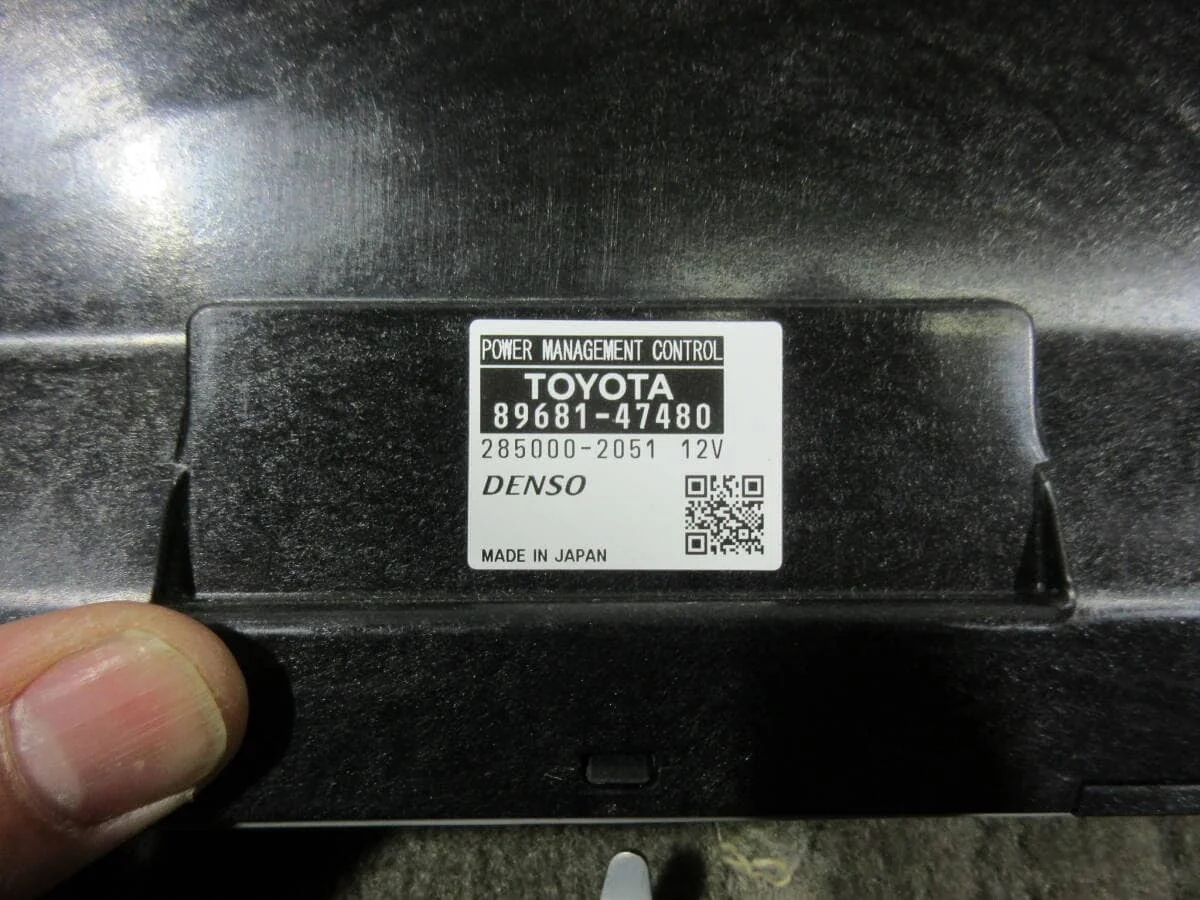 POWER MANAGEMENT CONTROL
TOYOTA
89681-47480
285000-2051 12V
DENSO
MADE IN JAPAN